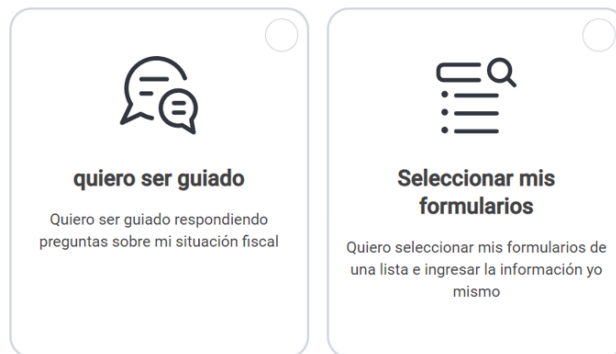 quiero ser guiado
Quiero ser guiado respondiendo
preguntas sobre mi situación fiscal
Seleccionar mis
formularios
Quiero seleccionar mis formularios de
una lista e ingresar la información yo
mismo